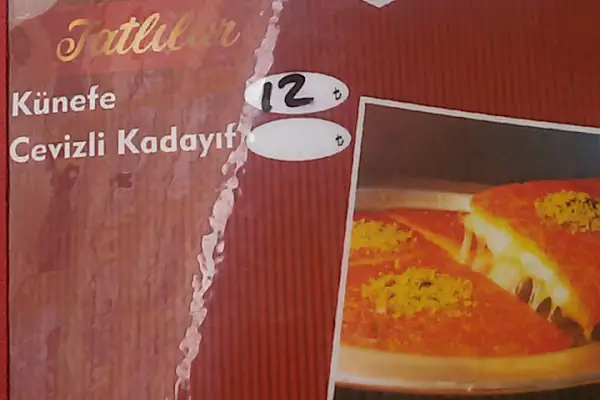 Tatlılar
Künefe 12 ₺
Cevizli Kadayıf ₺